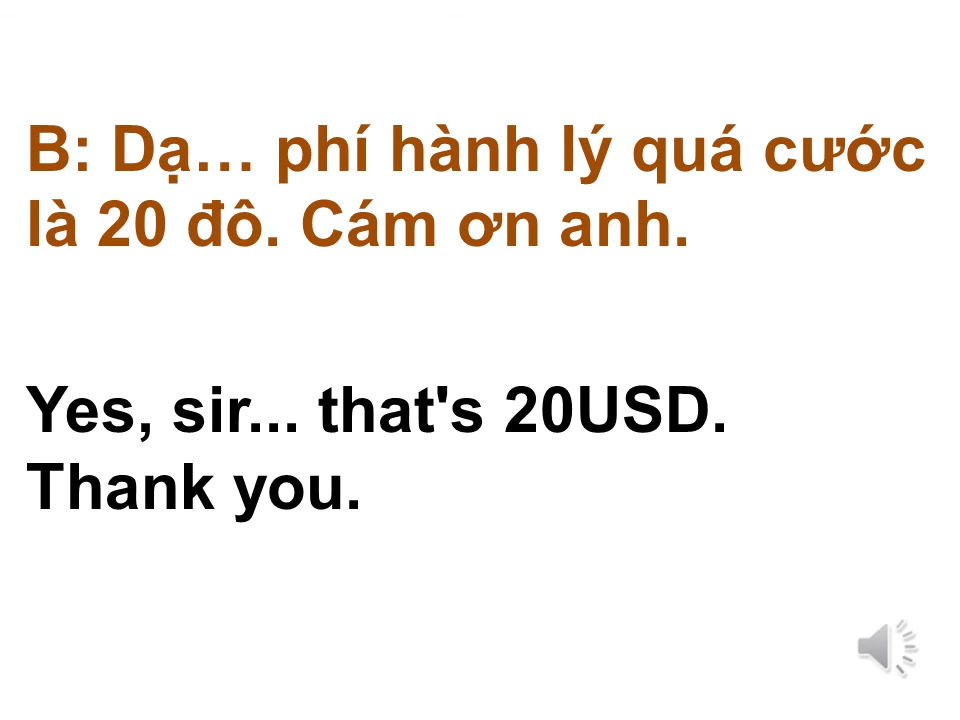 B: Dạ… phí hành lý quá cước
là 20 đô. Cám ơn anh.
Yes, sir... that's 20USD.
Thank you.